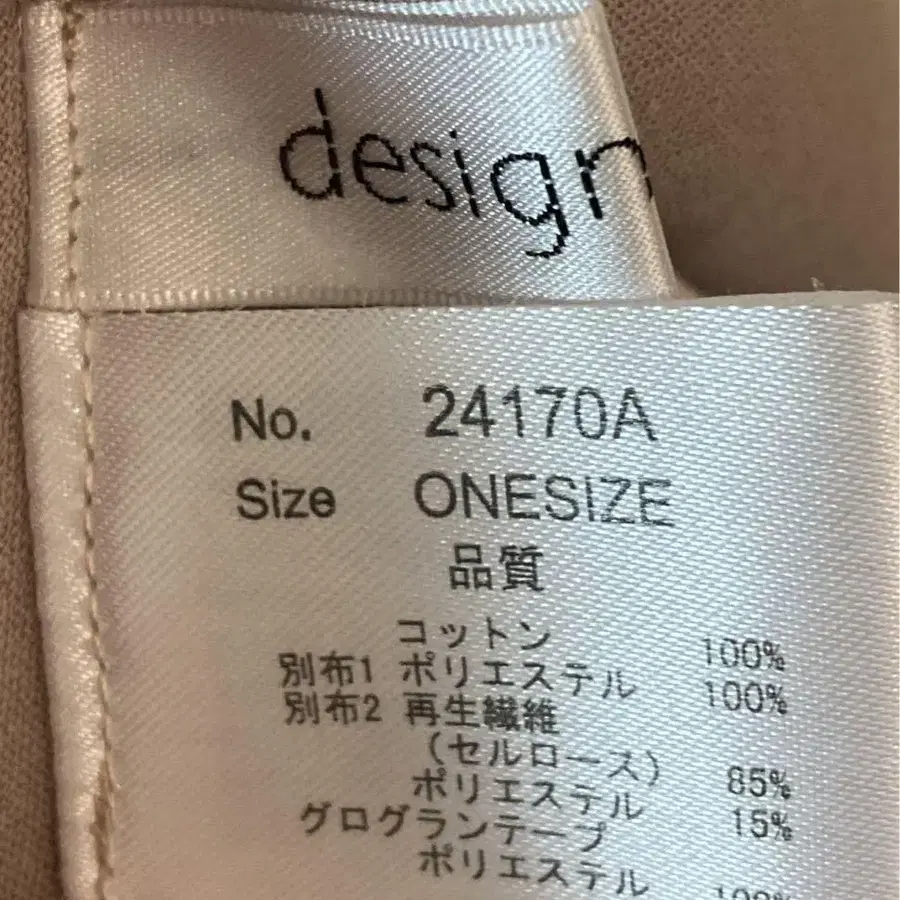 design
No. 24170A
Size ONESIZE
品質
コットン 100%
別布1 ポリエステル 100%
別布2 再生繊維
(セルロース) 85%
ポリエステル 15%
グログランテープ
ポリエステル 100%